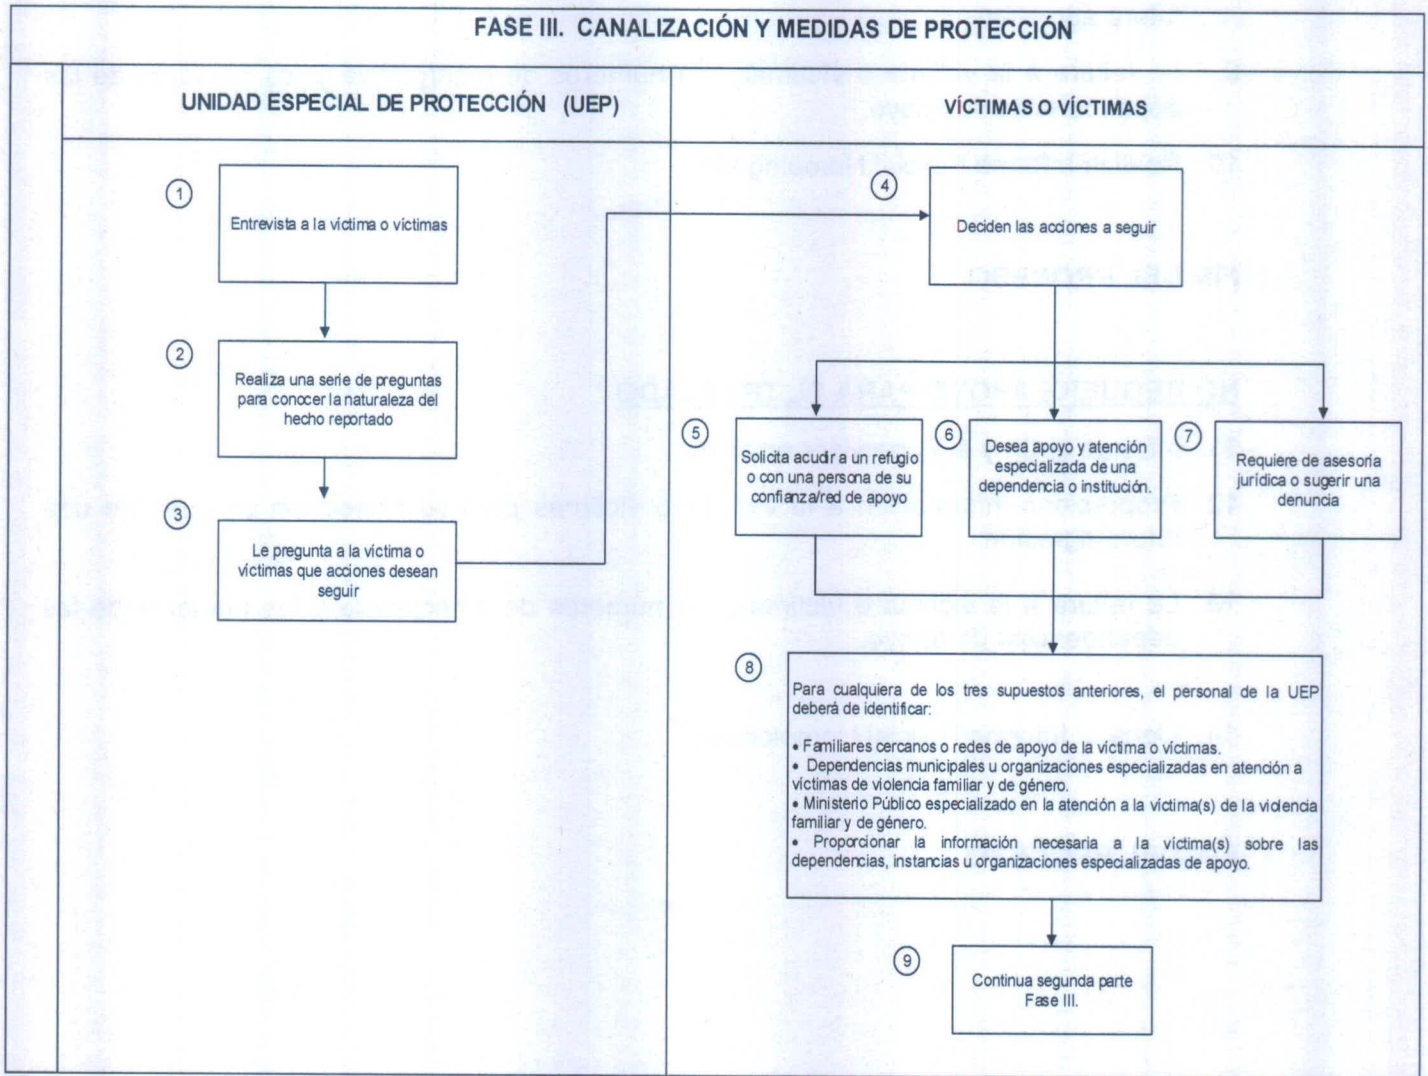 FASE III. CANALIZACIÓN Y MEDIDAS DE PROTECCIÓN
UNIDAD ESPECIAL DE PROTECCIÓN (UEP)
VÍCTIMAS O VÍCTIMAS
1
Entrevista a la víctima o víctimas
2
Realiza una serie de preguntas
para conocer la naturaleza del
hecho reportado
3
Le pregunta a la víctima o
víctimas que acciones desean
seguir
4
Deciden las acciones a seguir
5
Solicita acudir a un refugio
o con una persona de su
confianza/red de apoyo
6
Desea apoyo y atención
especializada de una
dependencia o institución.
7
Requiere de asesoría
jurídica o sugerir una
denuncia
8
Para cualquiera de los tres supuestos anteriores, el personal de la UEP
deberá de identificar:
• Familiares cercanos o redes de apoyo de la víctima o víctimas.
• Dependencias municipales u organizaciones especializadas en atención a
víctimas de violencia familiar y de género.
• Ministerio Público especializado en la atención a la víctima(s) de la violencia
familiar y de género.
• Proporcionar la información necesaria a la víctima(s) sobre las
dependencias, instancias u organizaciones especializadas de apoyo.
9
Continua segunda parte
Fase III.